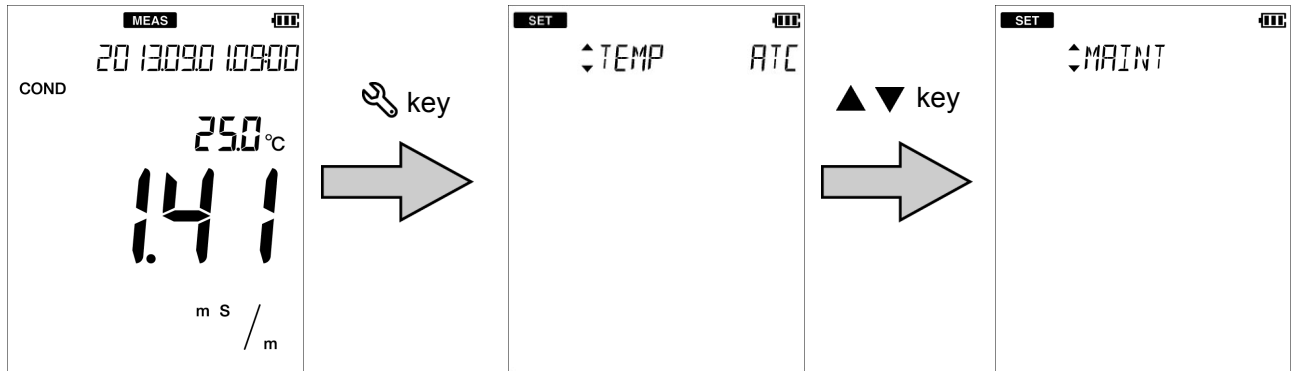 MEAS
2013.09.01.09:00
COND
25.0 °C
1.41
m S / m
key
SET
TEMP ATC
▲ ▼ key
SET
MAINT